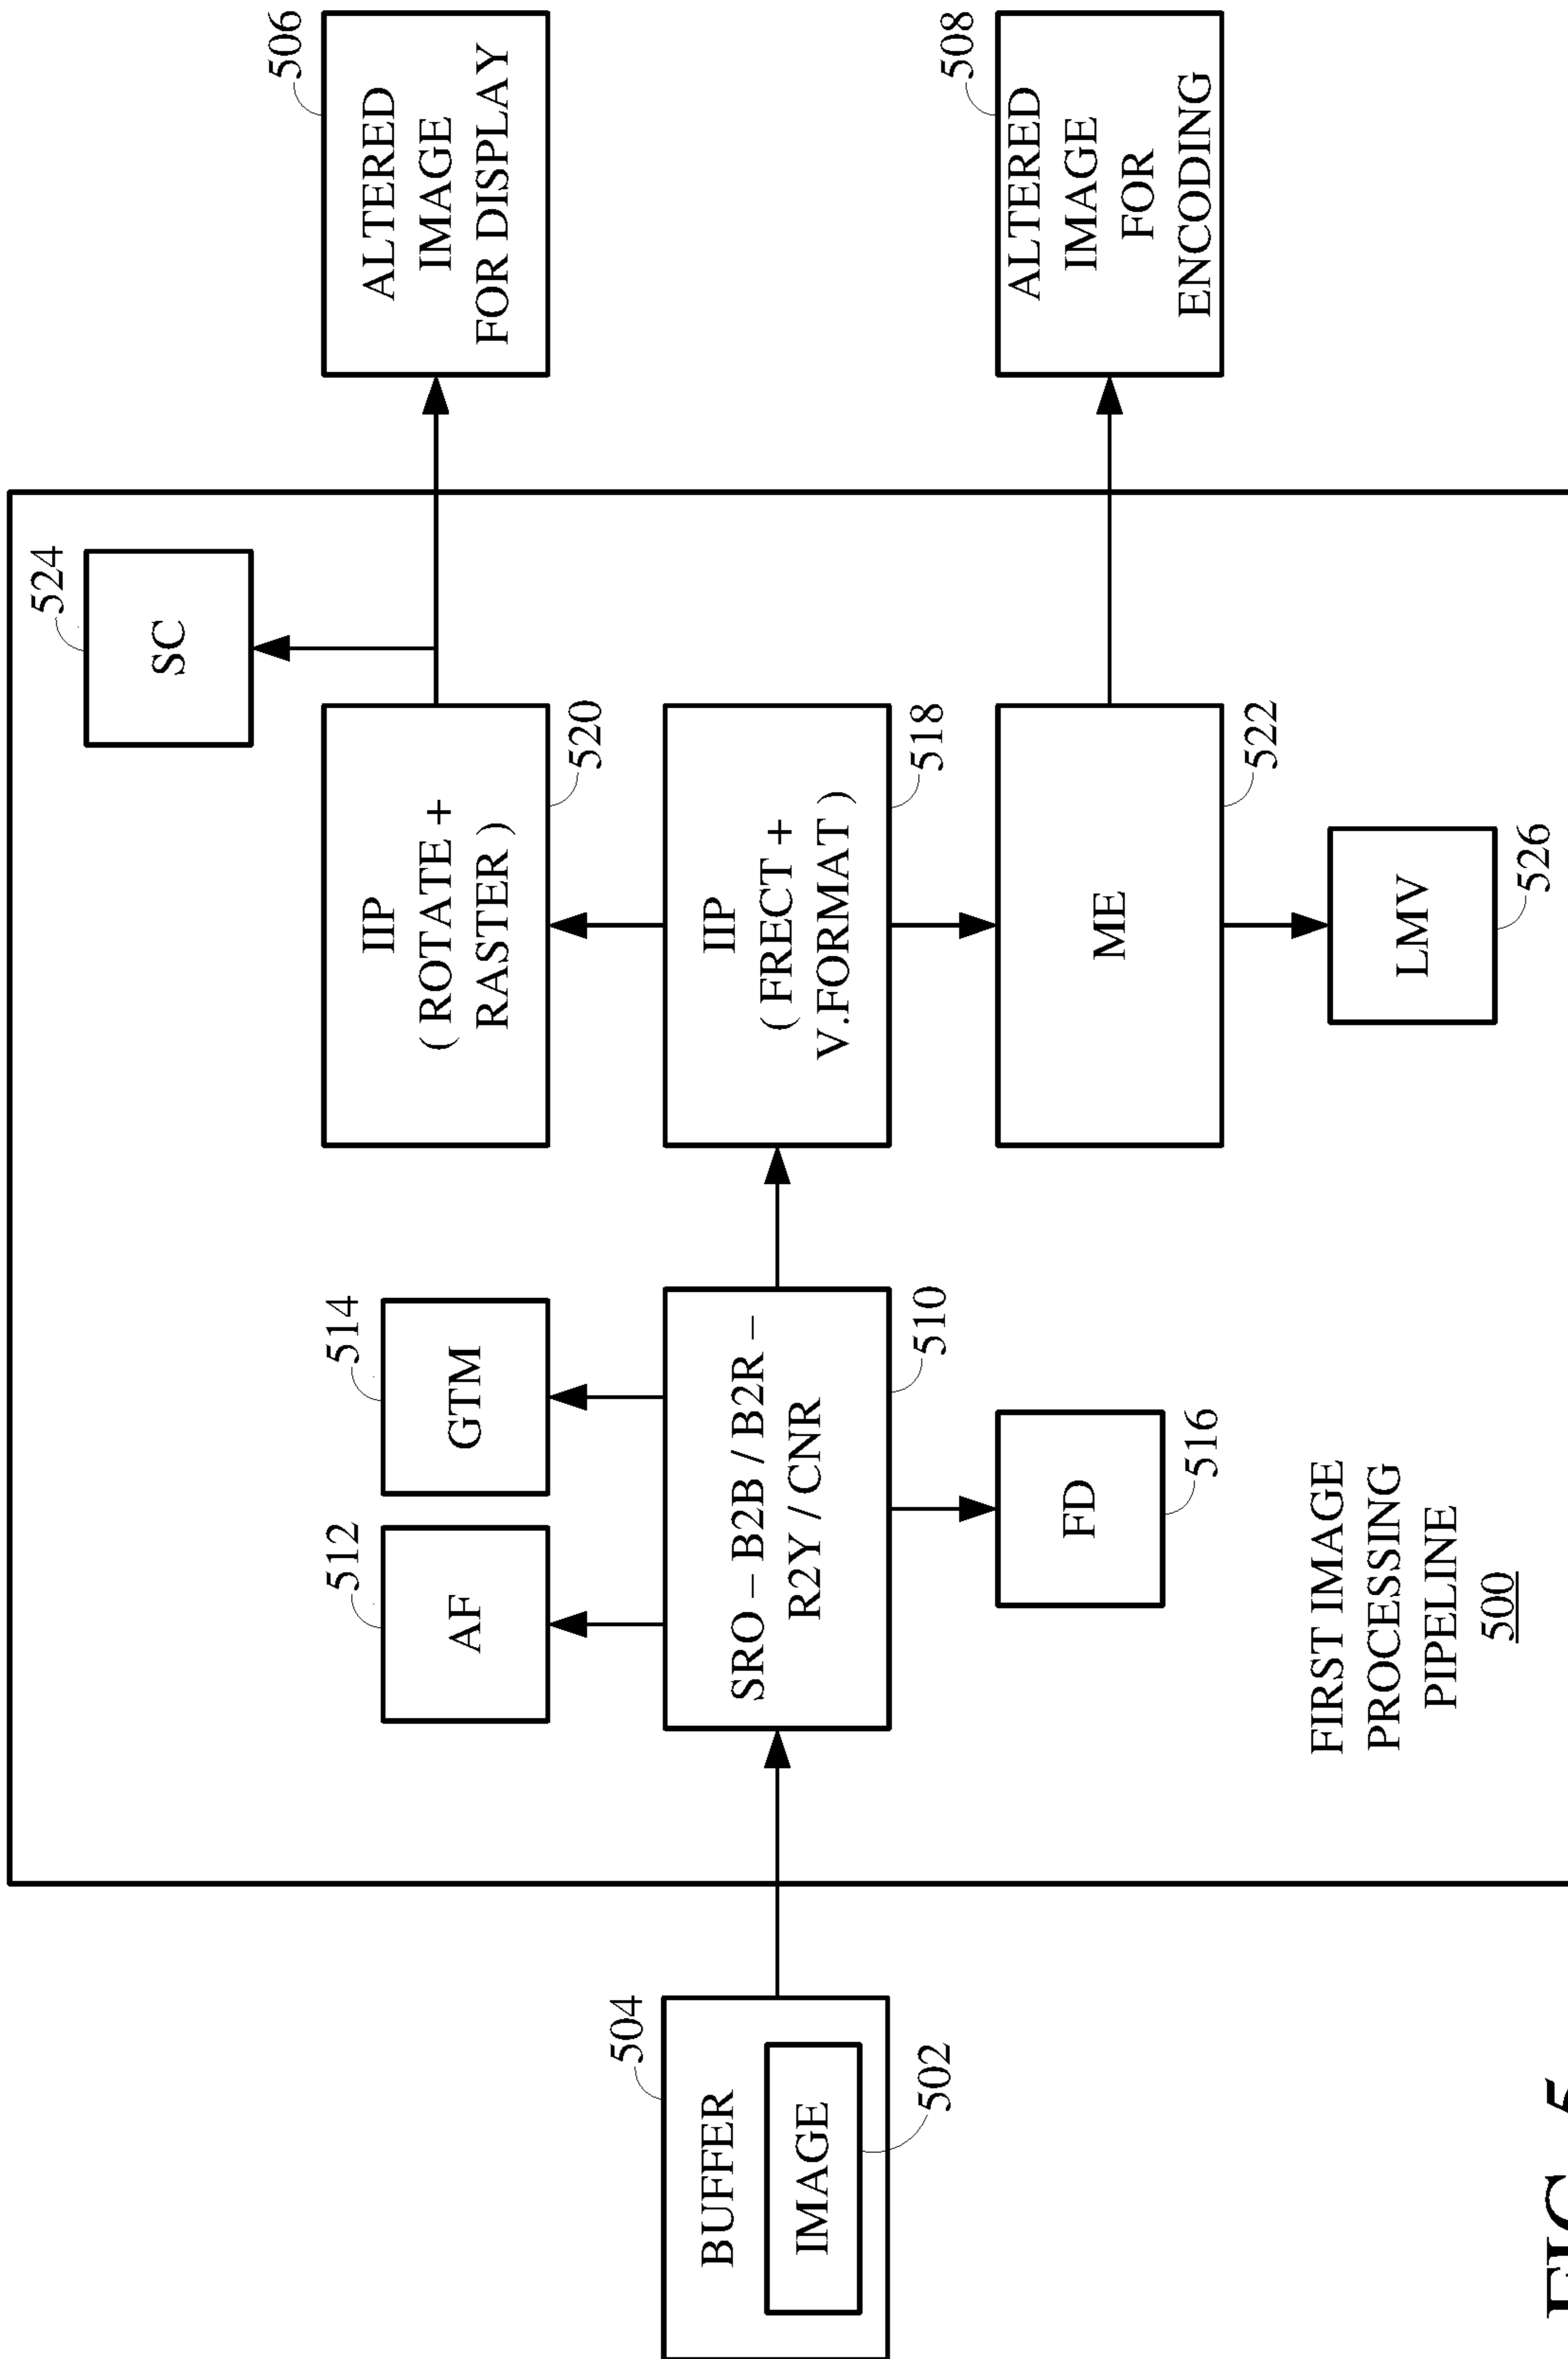 504
BUFFER
IMAGE
502
512
AF
514
GTM
SRO – B2B / B2R –
R2Y / CNR
510
FD
516
524
SC
IIP
( ROTATE +
RASTER )
520
IIP
( FRECT +
V.FORMAT )
518
ME
522
LMV
526
506
ALTERED
IMAGE
FOR DISPLAY
508
ALTERED
IMAGE
FOR
ENCODING
FIRST IMAGE
PROCESSING
PIPELINE
500
FIG. 5